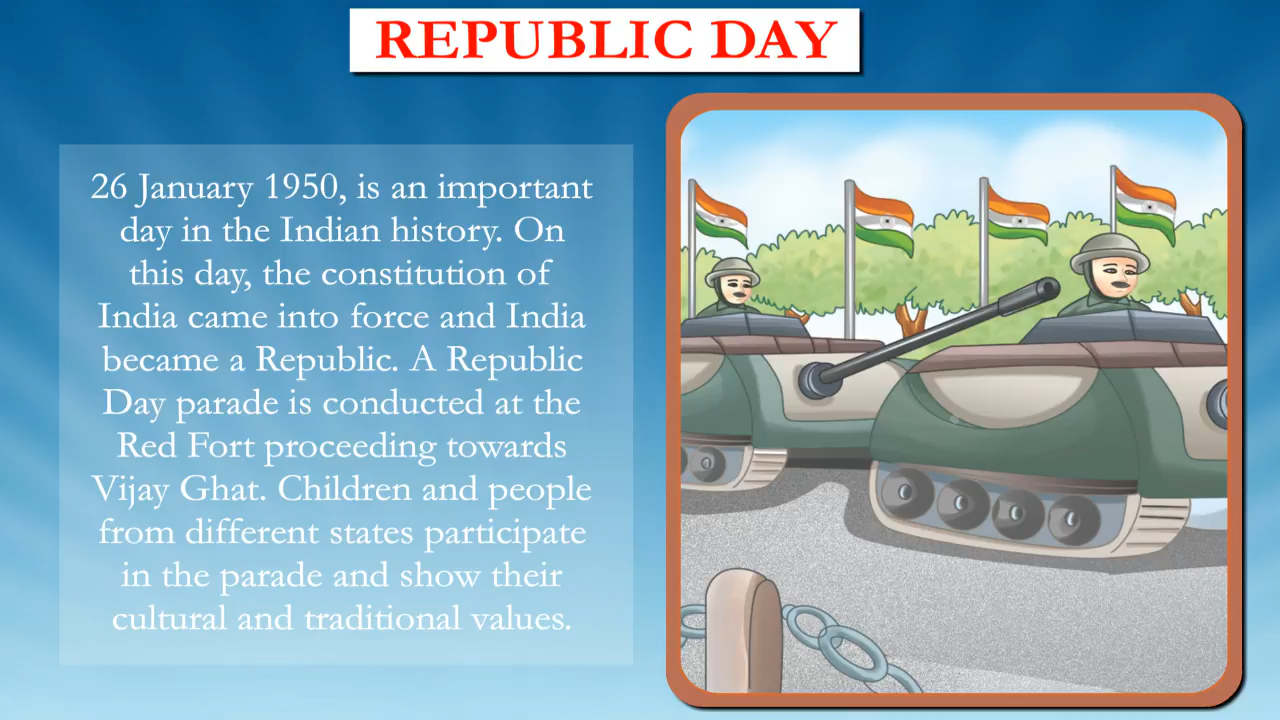 REPUBLIC DAY
26 January 1950, is an important
day in the Indian history. On
this day, the constitution of
India came into force and India
became a Republic. A Republic
Day parade is conducted at the
Red Fort proceeding towards
Vijay Ghat. Children and people
from different states participate
in the parade and show their
cultural and traditional values.